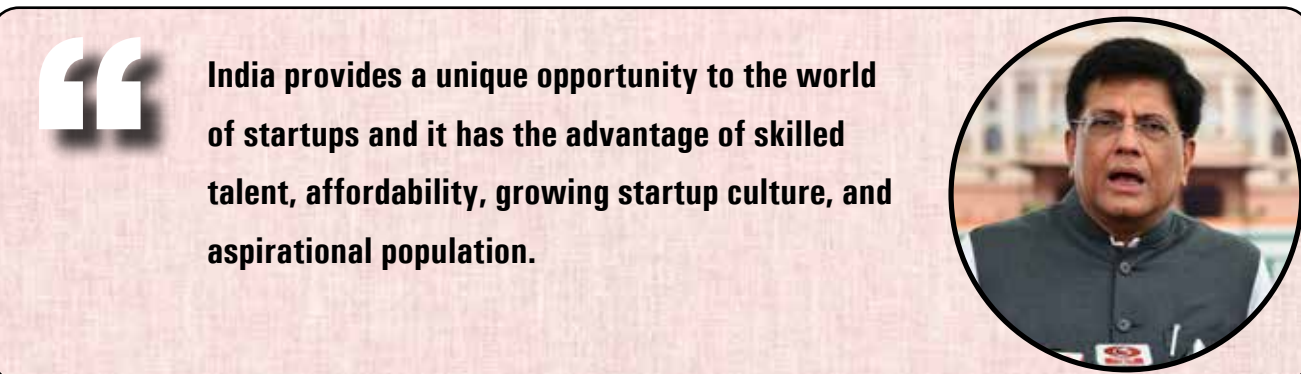 India provides a unique opportunity to the world
of startups and it has the advantage of skilled
talent, affordability, growing startup culture, and
aspirational population.